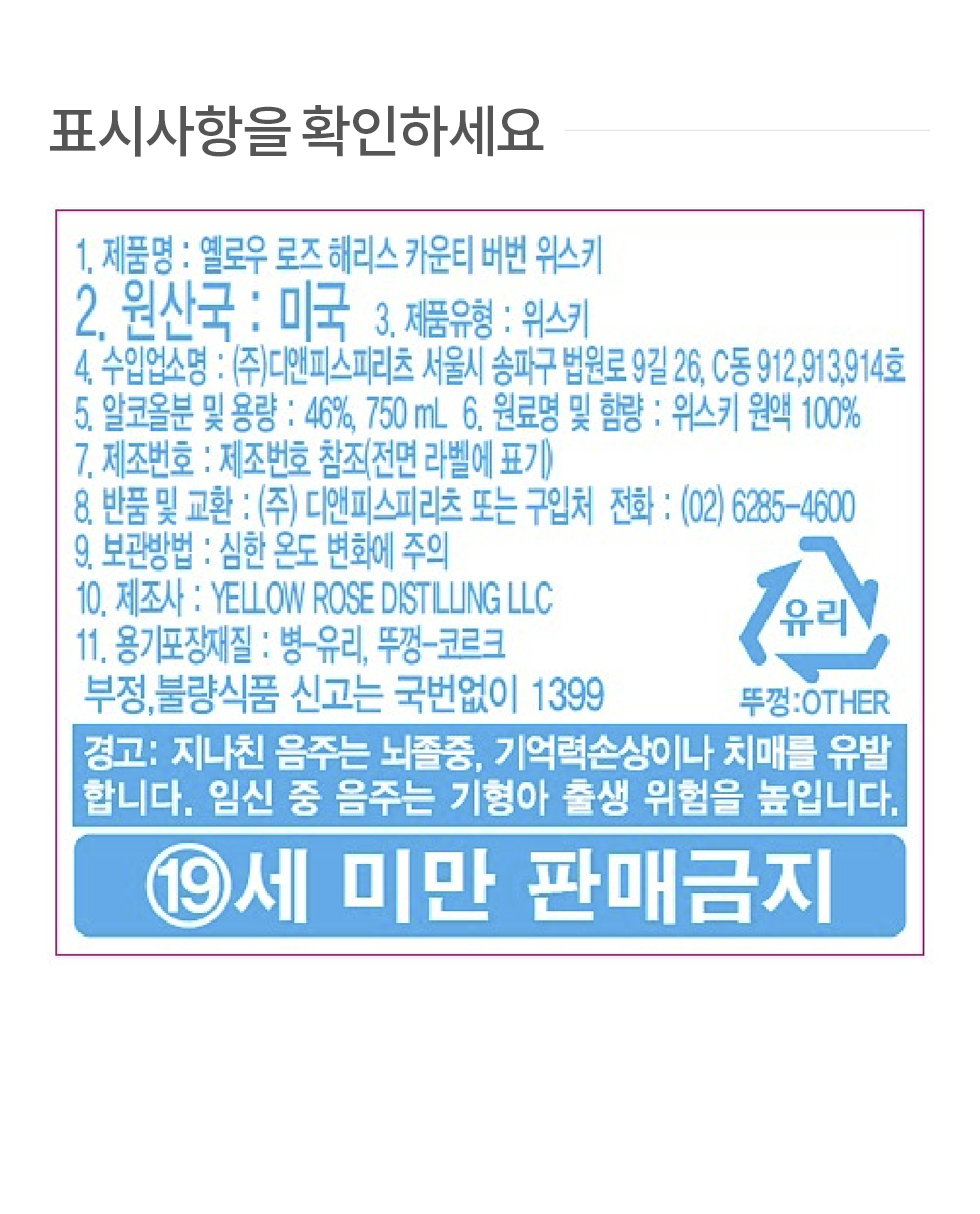 표시사항을 확인하세요
1. 제품명 : 옐로우 로즈 해리스 카운티 버번 위스키
2. 원산국 : 미국 3. 제품유형 : 위스키
4. 수입업소명 : (주)디앤피스피리츠 서울시 송파구 법원로 9길 26, C동 912,913,914호
5. 알코올분 및 용량 : 46%, 750 mL 6. 원료명 및 함량 : 위스키 원액 100%
7. 제조번호 : 제조번호 참조(전면 라벨에 표기)
8. 반품 및 교환 : (주) 디앤피스피리츠 또는 구입처 전화 : (02) 6285-4600
9. 보관방법 : 심한 온도 변화에 주의
10. 제조사 : YELLOW ROSE DISTILLING LLC
11. 용기포장재질 : 병-유리, 뚜껑-코르크
부정,불량식품 신고는 국번없이 1399
유리
뚜껑:OTHER
경고: 지나친 음주는 뇌졸중, 기억력손상이나 치매를 유발
합니다. 임신 중 음주는 기형아 출생 위험을 높입니다.
⑲세 미만 판매금지